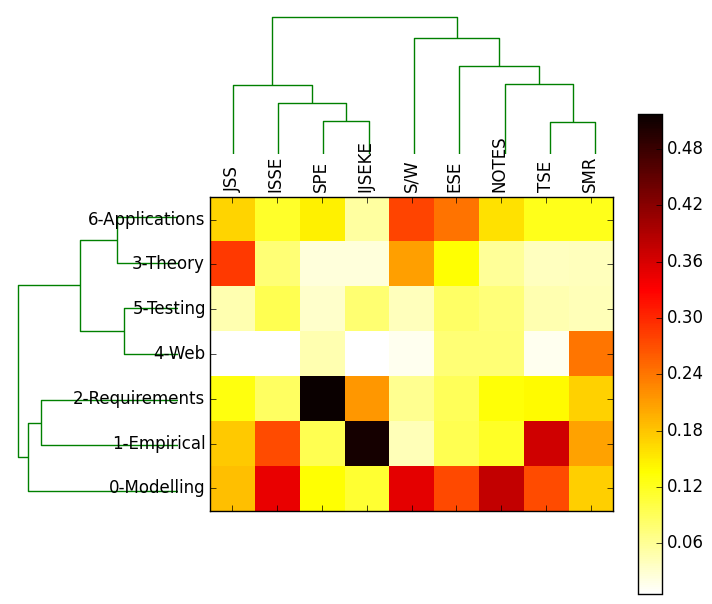 JSS
ISSE
SPE
IJSEKE
S/W
ESE
NOTES
TSE
SMR
6-Applications
3-Theory
5-Testing
4-Web
2-Requirements
1-Empirical
0-Modelling
0.48
0.42
0.36
0.30
0.24
0.18
0.12
0.06